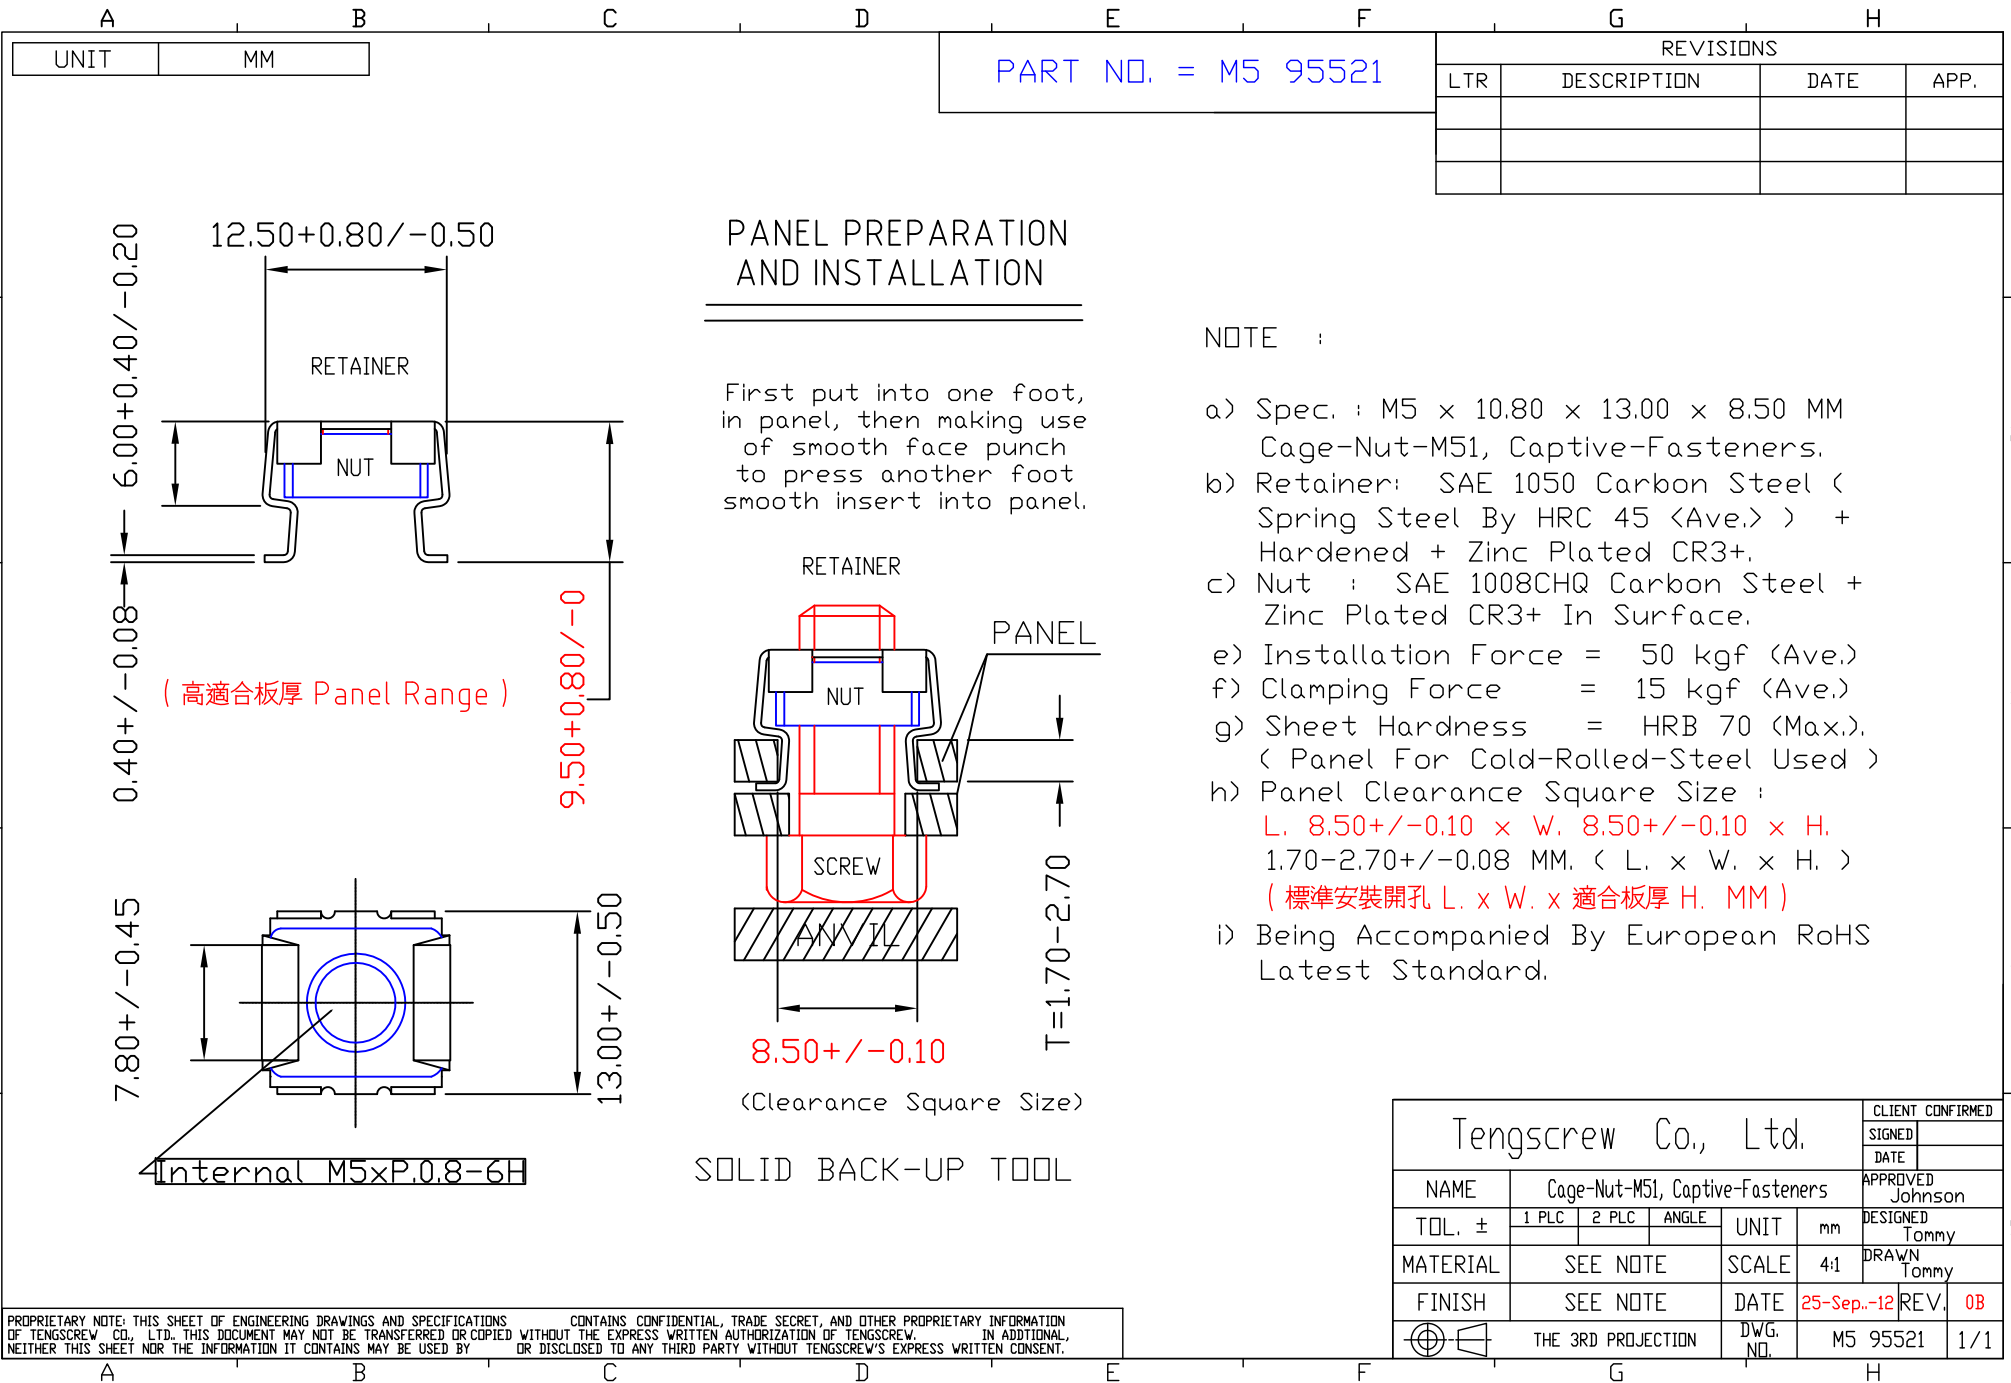 A B C D E F G H
UNIT MM
PART NO. = M5 95521
REVISIONS
LTR DESCRIPTION DATE APP.
12.50+0.80/-0.50
6.00+0.40/-0.20
RETAINER
NUT
0.40+/-0.08
9.50+0.80/-0
( 高適合板厚 Panel Range )
7.80+/-0.45
13.00+/-0.50
Internal M5xP.0.8-6H
PANEL PREPARATION
AND INSTALLATION
First put into one foot,
in panel, then making use
of smooth face punch
to press another foot
smooth insert into panel.
RETAINER
PANEL
NUT
SCREW
ANVIL
T=1.70-2.70
8.50+/-0.10
(Clearance Square Size)
SOLID BACK-UP TOOL
NOTE :
a) Spec. : M5 x 10.80 x 13.00 x 8.50 MM
Cage-Nut-M51, Captive-Fasteners.
b) Retainer: SAE 1050 Carbon Steel (
Spring Steel By HRC 45 <Ave.> ) +
Hardened + Zinc Plated CR3+.
c) Nut : SAE 1008CHQ Carbon Steel +
Zinc Plated CR3+ In Surface.
e) Installation Force = 50 kgf (Ave.)
f) Clamping Force = 15 kgf (Ave.)
g) Sheet Hardness = HRB 70 (Max.).
( Panel For Cold-Rolled-Steel Used )
h) Panel Clearance Square Size :
L. 8.50+/-0.10 x W. 8.50+/-0.10 x H.
1.70-2.70+/-0.08 MM. ( L. x W. x H. )
( 標準安裝開孔 L. x W. x 適合板厚 H. MM )
i) Being Accompanied By European RoHS
Latest Standard.
Tengscrew Co., Ltd.
CLIENT CONFIRMED
SIGNED
DATE
NAME Cage-Nut-M51, Captive-Fasteners
APPROVED
Johnson
TOL. ± 1 PLC 2 PLC ANGLE UNIT mm
DESIGNED
Tommy
MATERIAL SEE NOTE SCALE 4:1
DRAWN
Tommy
FINISH SEE NOTE DATE 25-Sep.-12 REV. 0B
THE 3RD PROJECTION DWG. NO. M5 95521 1/1
PROPRIETARY NOTE: THIS SHEET OF ENGINEERING DRAWINGS AND SPECIFICATIONS CONTAINS CONFIDENTIAL, TRADE SECRET, AND OTHER PROPRIETARY INFORMATION
OF TENGSCREW CO., LTD.. THIS DOCUMENT MAY NOT BE TRANSFERRED OR COPIED WITHOUT THE EXPRESS WRITTEN AUTHORIZATION OF TENGSCREW. IN ADDTIONAL,
NEITHER THIS SHEET NOR THE INFORMATION IT CONTAINS MAY BE USED BY OR DISCLOSED TO ANY THIRD PARTY WITHOUT TENGSCREW'S EXPRESS WRITTEN CONSENT.
A B C D E F G H